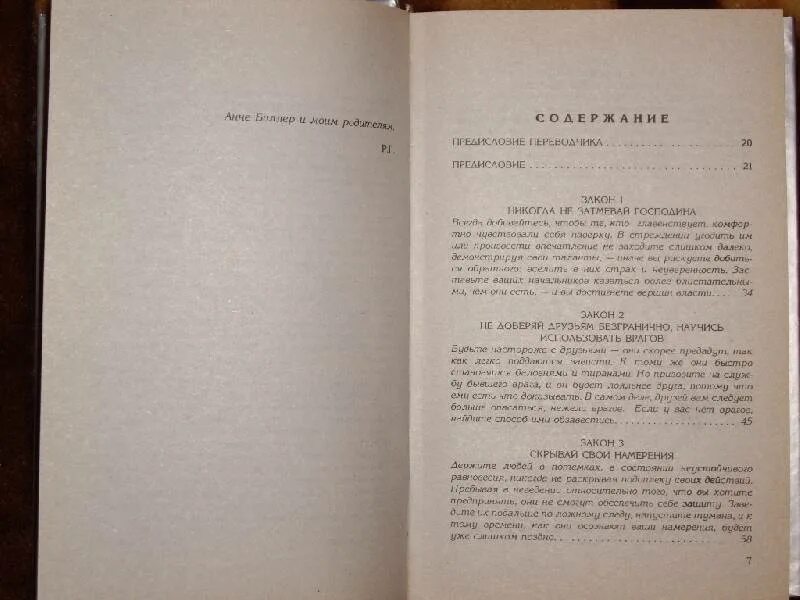 Анче Биллер и моим родителям.
Р.Г.
СОДЕРЖАНИЕ
ПРЕДИСЛОВИЕ ПЕРЕВОДЧИКА 20
ПРЕДИСЛОВИЕ 21
ЗАКОН 1
НИКОГДА НЕ ЗАТМЕВАЙ ГОСПОДИНА
Всегда добивайтесь, чтобы те, кто главенствует, комфор-
тно чувствовали себя наверху. В стремлении угодить им
или произвести впечатление не заходите слишком далеко,
демонстрируя свои таланты, — иначе вы рискуете добить-
ся обратного: вселить в них страх и неуверенность. Зас-
тавьте ваших начальников казаться более блистательны-
ми, чем они есть, — и вы достигнете вершин власти. 34
ЗАКОН 2
НЕ ДОВЕРЯЙ ДРУЗЬЯМ БЕЗГРАНИЧНО, НАУЧИСЬ
ИСПОЛЬЗОВАТЬ ВРАГОВ
Будьте настороже с друзьями — они скорее предадут, так
как легко поддаются зависти. К тому же они быстро
становятся баловнями и тиранами. Но призовите на служ-
бу бывшего врага, и он будет лояльнее друга, потому что
ему есть что доказывать. В самом деле, друзей вам следует
больше опасаться, нежели врагов. Если у вас нет врагов,
найдите способ ими обзавестись. 45
ЗАКОН 3
СКРЫВАЙ СВОИ НАМЕРЕНИЯ
Держите людей в потемках, в состоянии неустойчивого
равновесия, никогда не раскрывая подоплеку своих действий.
Пребывая в неведении относительно того, что вы хотите
предпринять, они не смогут обеспечить себе защиту. Заве-
дите их подальше по ложному следу, напустите тумана, и к
тому времени, как они осознают ваши намерения, будет
уже слишком поздно. 58
7